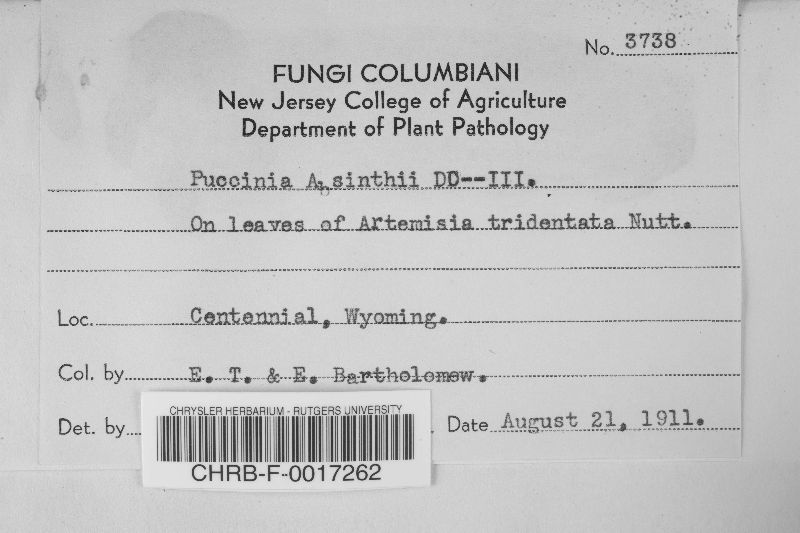 No. 3738
FUNGI COLUMBIANI
New Jersey College of Agriculture
Department of Plant Pathology
Puccinia Absinthii DC--III.
On leaves of Artemisia tridentata Nutt.
Loc. Centennial, Wyoming.
Col. by E. T. & E. Bartholomew.
Det. by
Date August 21, 1911.
CHRYSLER HERBARIUM - RUTGERS UNIVERSITY
CHRB-F-0017262